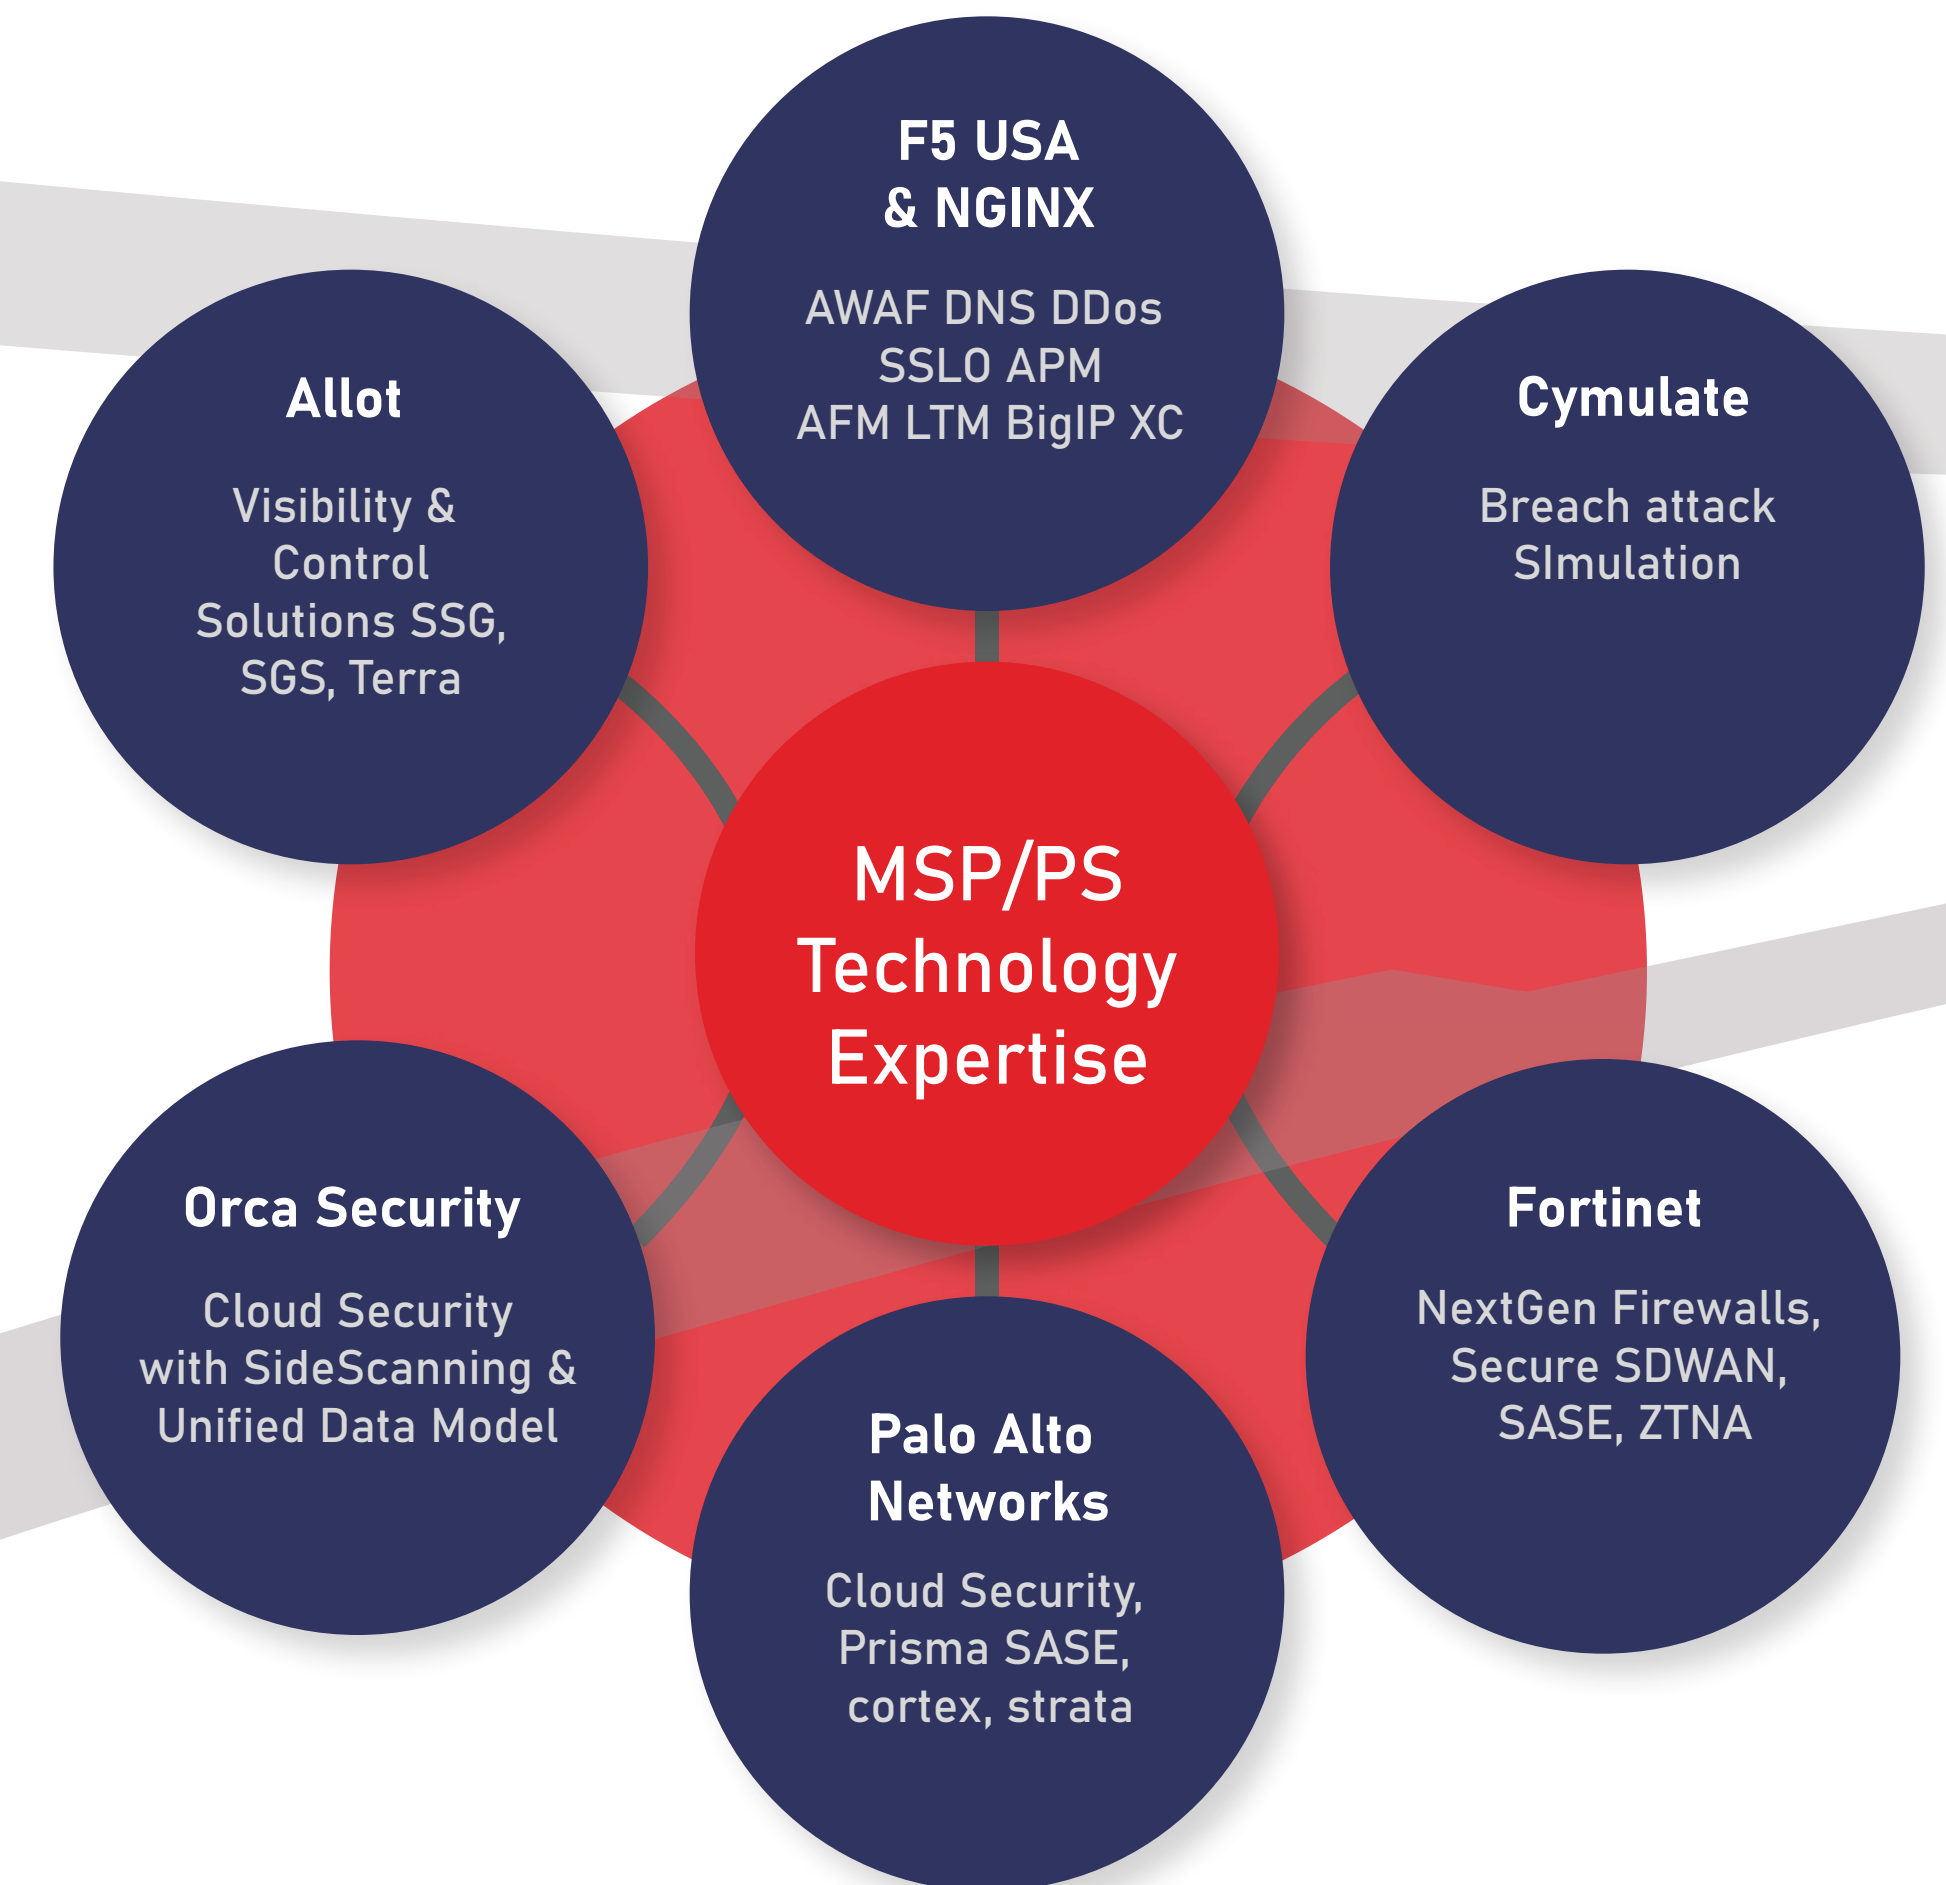 F5 USA
& NGINX
AWAF DNS DDos
SSLO APM
AFM LTM BigIP XC
Allot
Visibility &
Control
Solutions SSG,
SGS, Terra
Cymulate
Breach attack
SImulation
MSP/PS
Technology
Expertise
Orca Security
Cloud Security
with SideScanning &
Unified Data Model
Fortinet
NextGen Firewalls,
Secure SDWAN,
SASE, ZTNA
Palo Alto
Networks
Cloud Security,
Prisma SASE,
cortex, strata